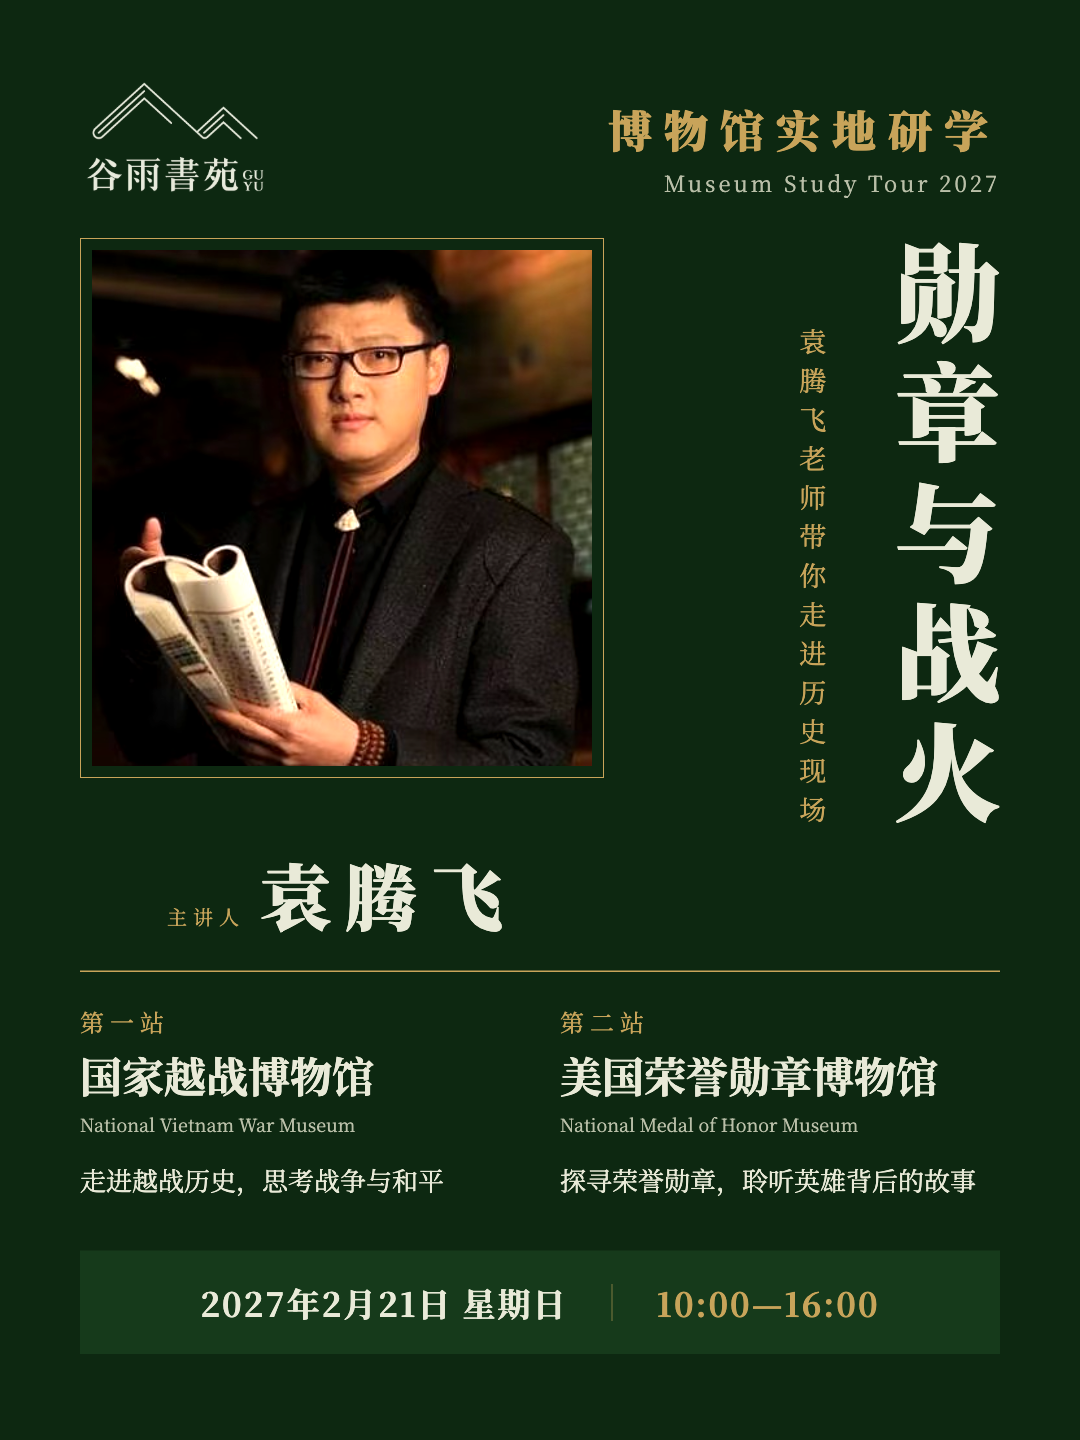 谷雨書苑 GU YU
博物馆实地研学
Museum Study Tour 2027
勋章与战火
袁腾飞老师带你走进历史现场
主讲人 袁腾飞
第一站
国家越战博物馆
National Vietnam War Museum
走进越战历史，思考战争与和平
第二站
美国荣誉勋章博物馆
National Medal of Honor Museum
探寻荣誉勋章，聆听英雄背后的故事
2027年2月21日 星期日
10:00—16:00